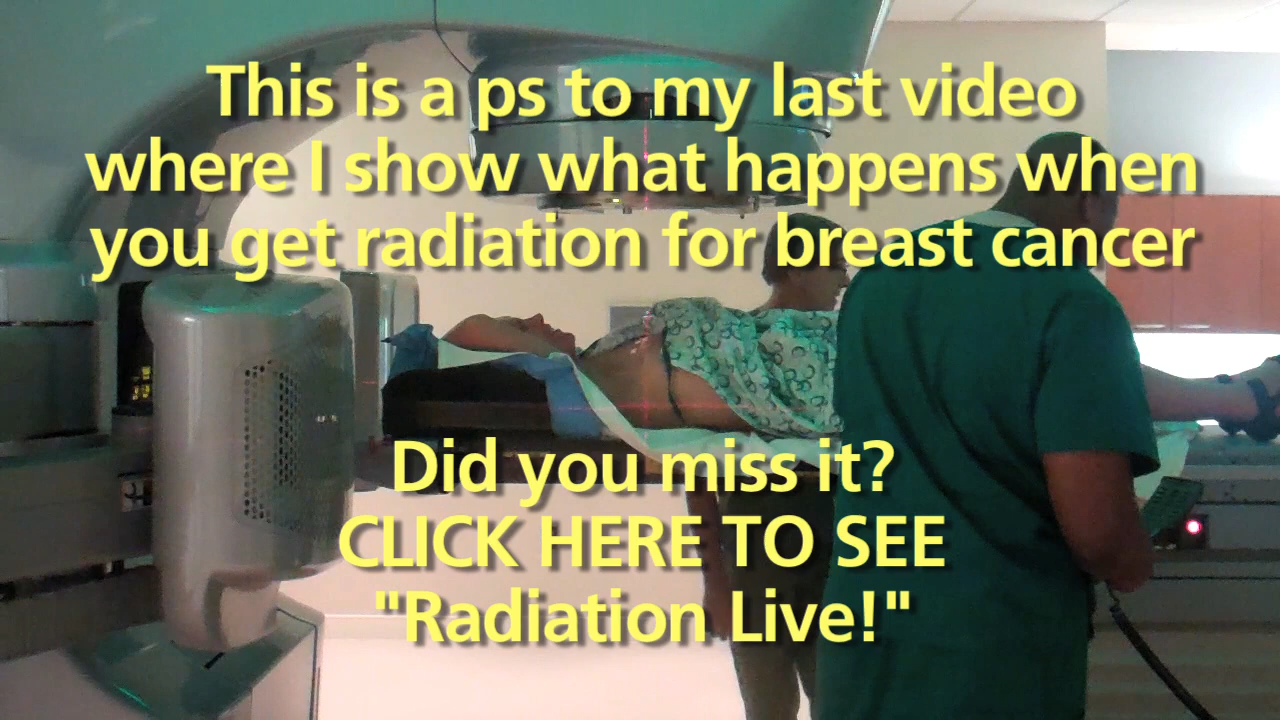 This is a ps to my last video
where I show what happens when
you get radiation for breast cancer
Did you miss it?
CLICK HERE TO SEE
"Radiation Live!"